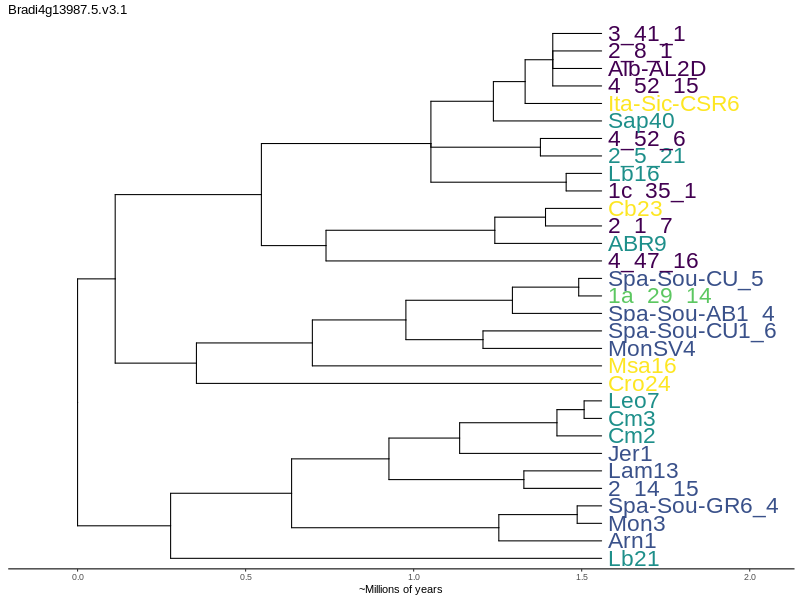 Bradi4g13987.5.v3.1
3_41_1
2_8_1
Alb-AL2D
4_52_15
Ita-Sic-CSR6
Sap40
4_52_6
2_5_21
Lb16
1c_35_1
Cb23
2_1_7
ABR9
4_47_16
Spa-Sou-CU_5
1a_29_14
Spa-Sou-AB1_4
Spa-Sou-CU1_6
MonSV4
Msa16
Cro24
Leo7
Cm3
Cm2
Jer1
Lam13
2_14_15
Spa-Sou-GR6_4
Mon3
Arn1
Lb21
0.0 0.5 1.0 1.5 2.0
~Millions of years